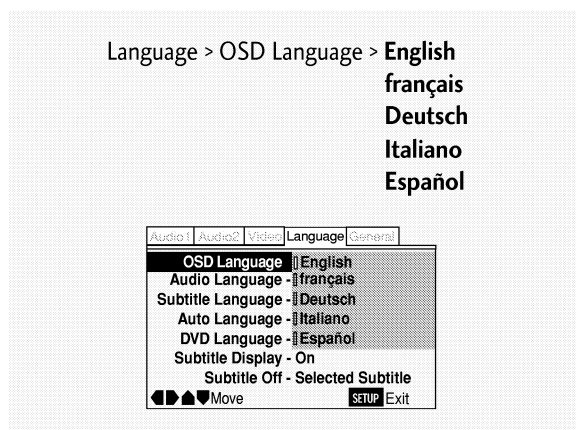 Language > OSD Language > English
français
Deutsch
Italiano
Español
Audio1 Audio2 Video Language General
OSD Language English
Audio Language - français
Subtitle Language - Deutsch
Auto Language - Italiano
DVD Language - Español
Subtitle Display - On
Subtitle Off - Selected Subtitle
Move SETUP Exit